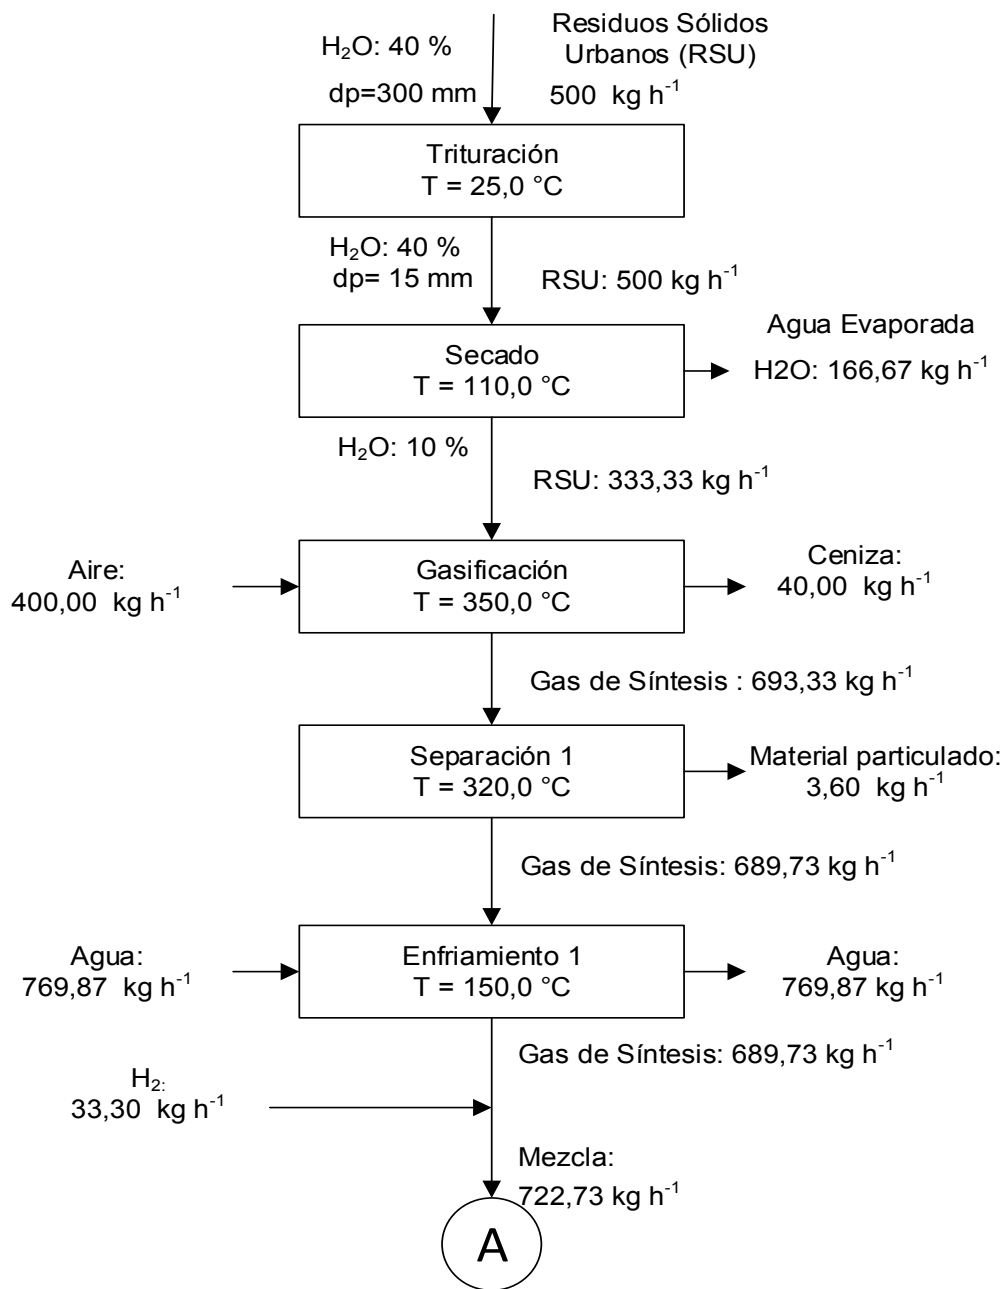 H₂O: 40 %
dp=300 mm
Residuos Sólidos
Urbanos (RSU)
500 kg h⁻¹
Trituración
T = 25,0 °C
H₂O: 40 %
dp= 15 mm
RSU: 500 kg h⁻¹
Secado
T = 110,0 °C
Agua Evaporada
H2O: 166,67 kg h⁻¹
H₂O: 10 %
RSU: 333,33 kg h⁻¹
Aire:
400,00 kg h⁻¹
Gasificación
T = 350,0 °C
Ceniza:
40,00 kg h⁻¹
Gas de Síntesis : 693,33 kg h⁻¹
Separación 1
T = 320,0 °C
Material particulado:
3,60 kg h⁻¹
Gas de Síntesis: 689,73 kg h⁻¹
Agua:
769,87 kg h⁻¹
Enfriamiento 1
T = 150,0 °C
Agua:
769,87 kg h⁻¹
Gas de Síntesis: 689,73 kg h⁻¹
H₂:
33,30 kg h⁻¹
Mezcla:
722,73 kg h⁻¹
A